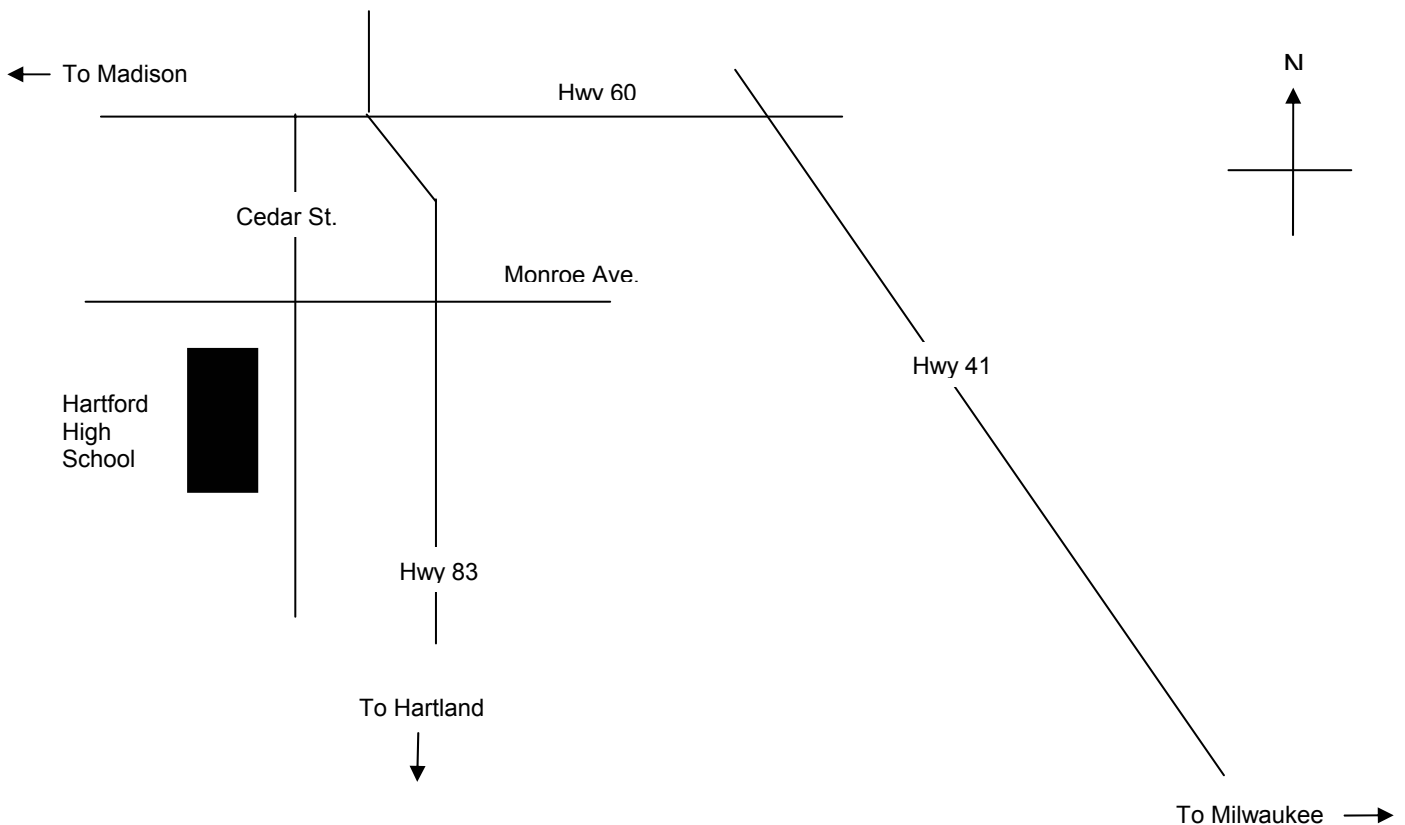 N
To Madison
Hwy 60
Cedar St.
Monroe Ave.
Hwy 41
Hartford
High
School
Hwy 83
To Hartland
To Milwaukee